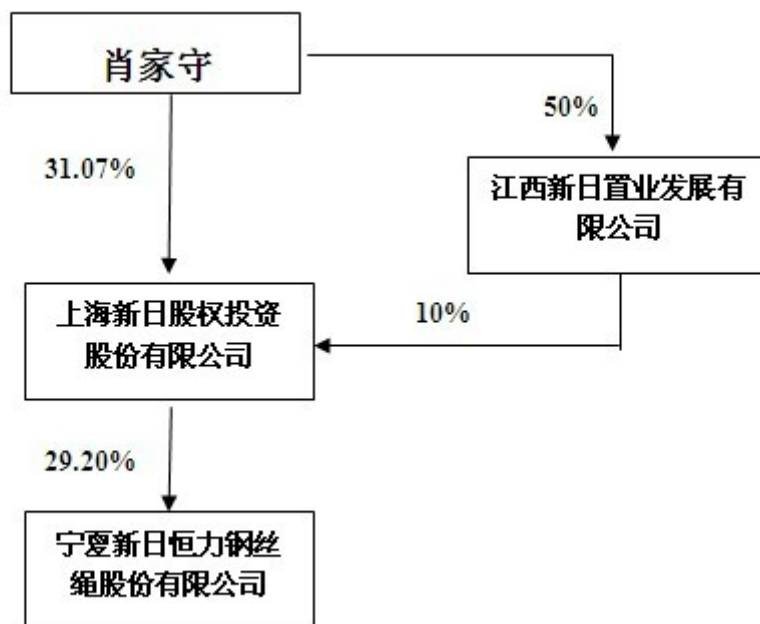 肖家守
50%
31.07%
江西新日置业发展有
限公司
上海新日股权投资
股份有限公司
10%
29.20%
宁夏新日恒力钢丝
绳股份有限公司